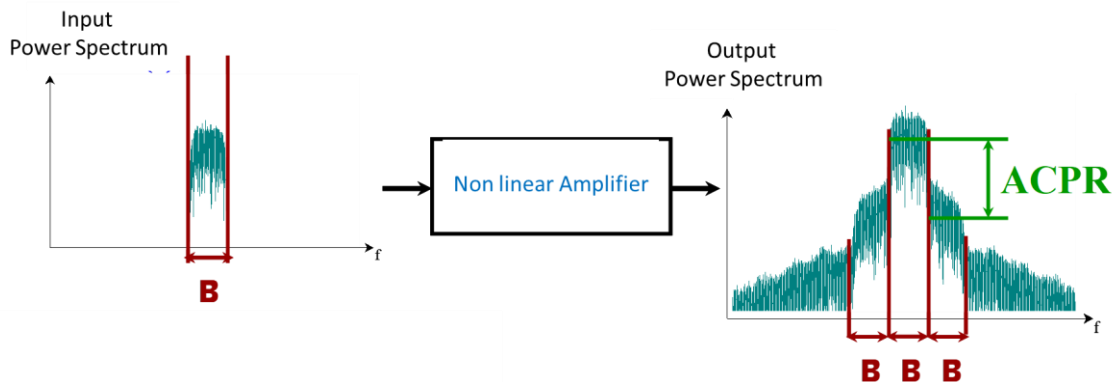 Input
Power Spectrum
f
B
Non linear Amplifier
Output
Power Spectrum
ACPR
f
B B B